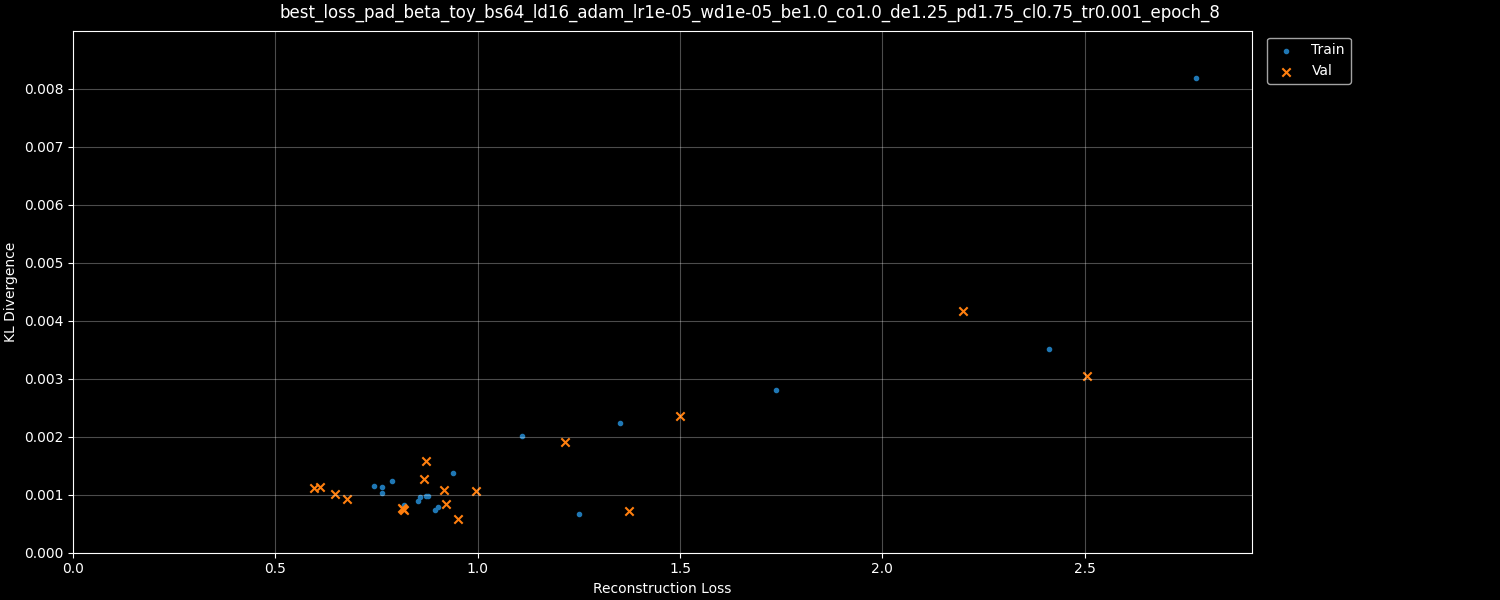 best_loss_pad_beta_toy_bs64_ld16_adam_lr1e-05_wd1e-05_be1.0_co1.0_de1.25_pd1.75_cl0.75_tr0.001_epoch_8
Train
Val
KL Divergence
0.008
0.007
0.006
0.005
0.004
0.003
0.002
0.001
0.000
0.0 0.5 1.0 1.5 2.0 2.5
Reconstruction Loss